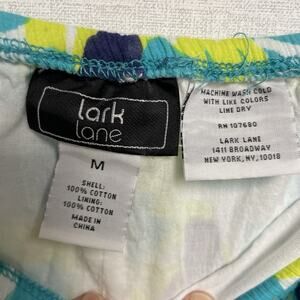 lark
lane
M
SHELL:
100% COTTON
LINING:
100% COTTON
MADE IN
CHINA
MACHINE WASH COLD
WITH LIKE COLORS
LINE DRY
RN 107680
LARK LANE
1411 BROADWAY
NEW YORK, NY, 10018